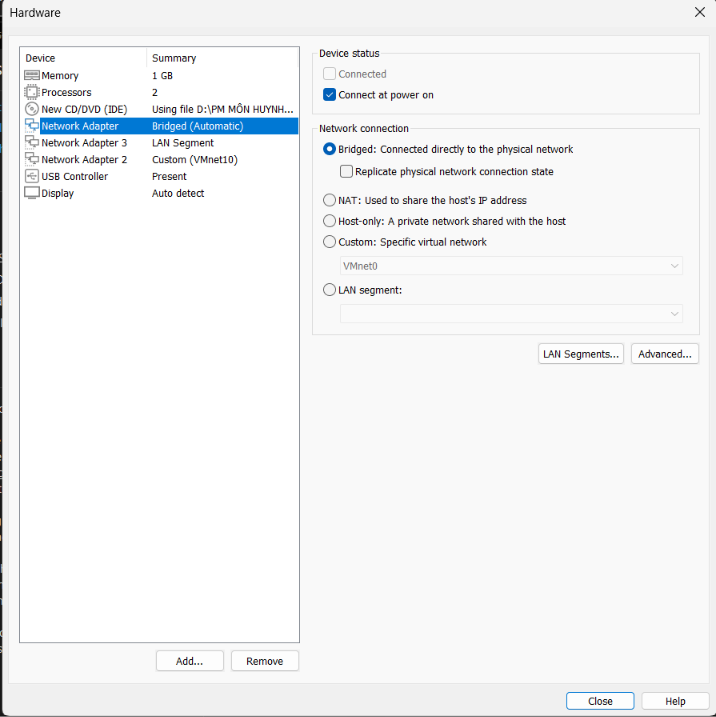 Hardware
Device Summary
Memory 1 GB
Processors 2
New CD/DVD (IDE) Using file D:\PM MÔN HUYNH...
Network Adapter Bridged (Automatic)
Network Adapter 3 LAN Segment
Network Adapter 2 Custom (VMnet10)
USB Controller Present
Display Auto detect
Add... Remove
Device status
Connected
Connect at power on
Network connection
Bridged: Connected directly to the physical network
Replicate physical network connection state
NAT: Used to share the host's IP address
Host-only: A private network shared with the host
Custom: Specific virtual network
VMnet0
LAN segment:
LAN Segments... Advanced...
Close Help